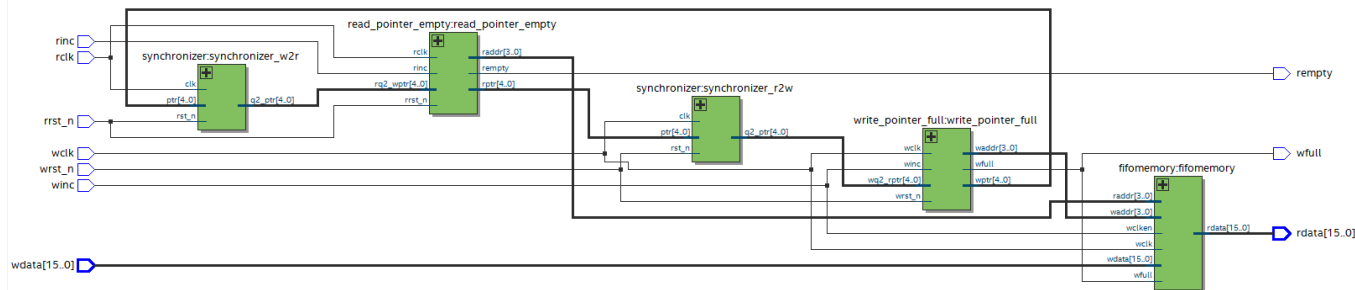 rinc
rclk
rrst_n
wclk
wrst_n
winc
wdata[15..0]
synchronizer:synchronizer_w2r
clk
ptr[4..0]
rst_n
q2_ptr[4..0]
read_pointer_empty:read_pointer_empty
rclk
rinc
rq2_wptr[4..0]
rrst_n
raddr[3..0]
rempty
rptr[4..0]
synchronizer:synchronizer_r2w
clk
ptr[4..0]
rst_n
q2_ptr[4..0]
write_pointer_full:write_pointer_full
wclk
winc
wq2_rptr[4..0]
wrst_n
waddr[3..0]
wfull
wptr[4..0]
fifomemory:fifomemory
raddr[3..0]
waddr[3..0]
wclken
wclk
wdata[15..0]
wfull
rdata[15..0]
rempty
wfull
rdata[15..0]